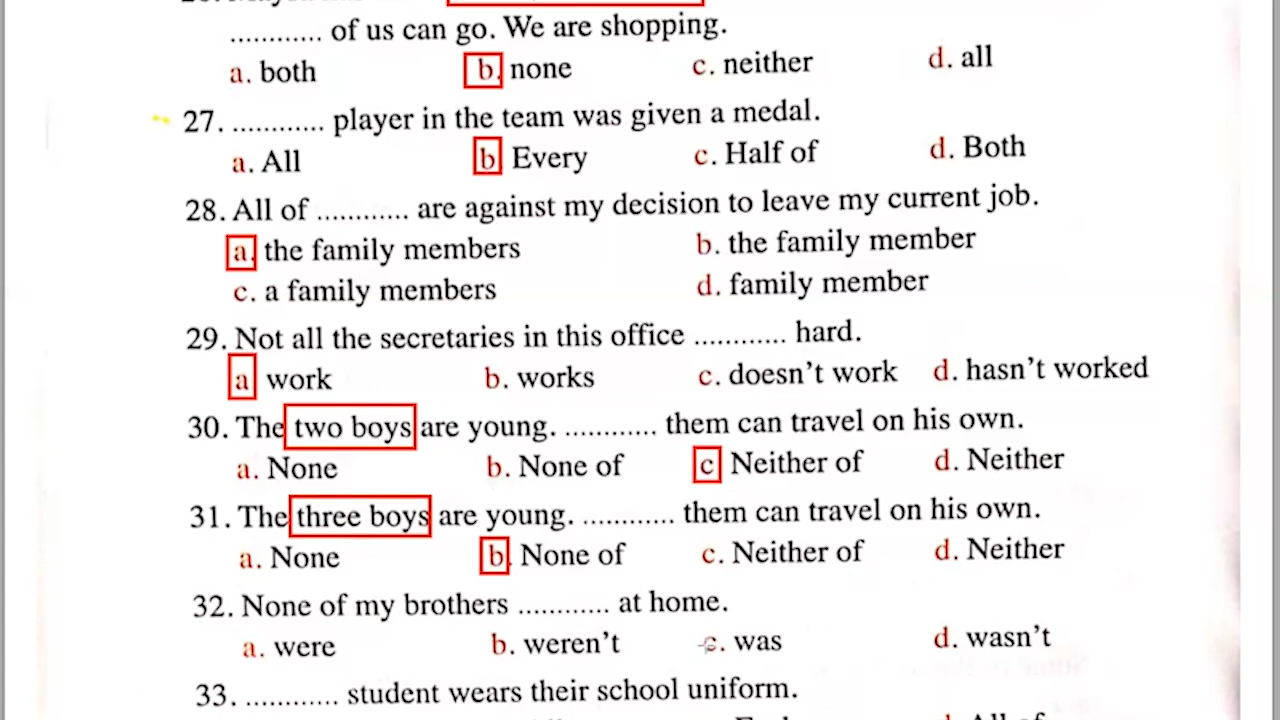 ............ of us can go. We are shopping.
a. both b. none c. neither d. all
27. ............ player in the team was given a medal.
a. All b. Every c. Half of d. Both
28. All of ............ are against my decision to leave my current job.
a. the family members b. the family member
c. a family members d. family member
29. Not all the secretaries in this office ............ hard.
a work b. works c. doesn't work d. hasn't worked
30. The two boys are young. ............ them can travel on his own.
a. None b. None of c Neither of d. Neither
31. The three boys are young. ............ them can travel on his own.
a. None b. None of c. Neither of d. Neither
32. None of my brothers ............ at home.
a. were b. weren't c. was d. wasn't
33. ............ student wears their school uniform.